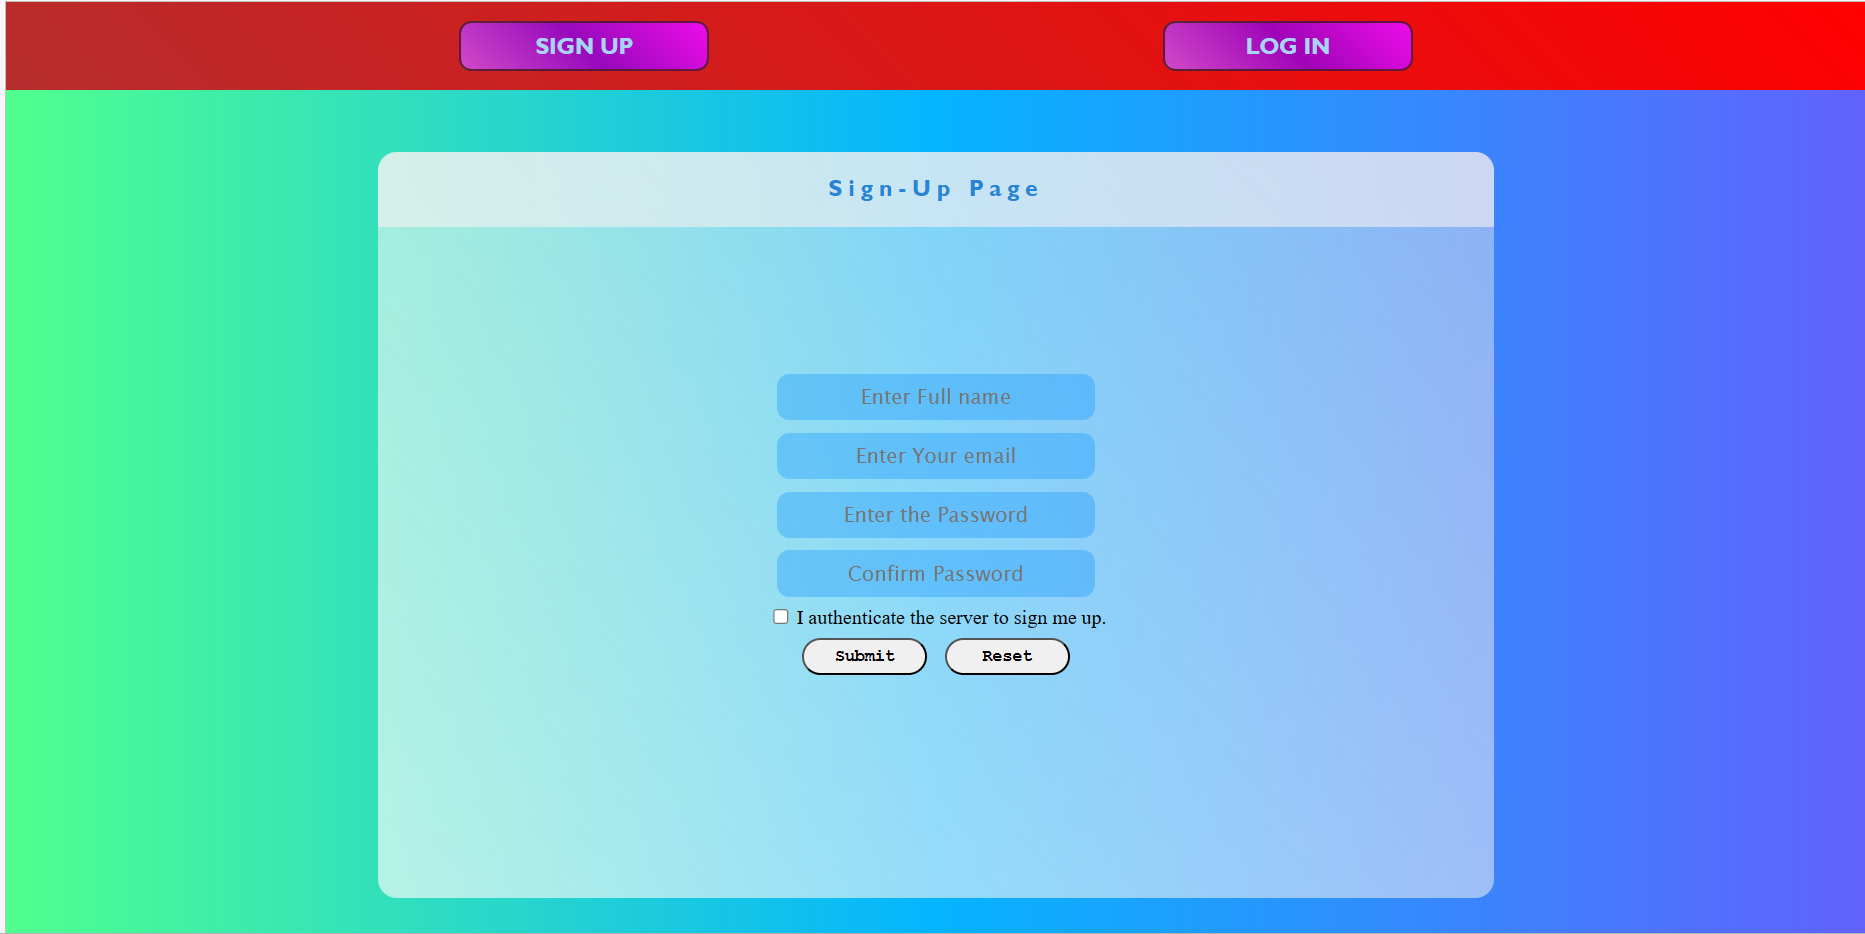 SIGN UP LOG IN
Sign-Up Page
Enter Full name
Enter Your email
Enter the Password
Confirm Password
I authenticate the server to sign me up.
Submit Reset